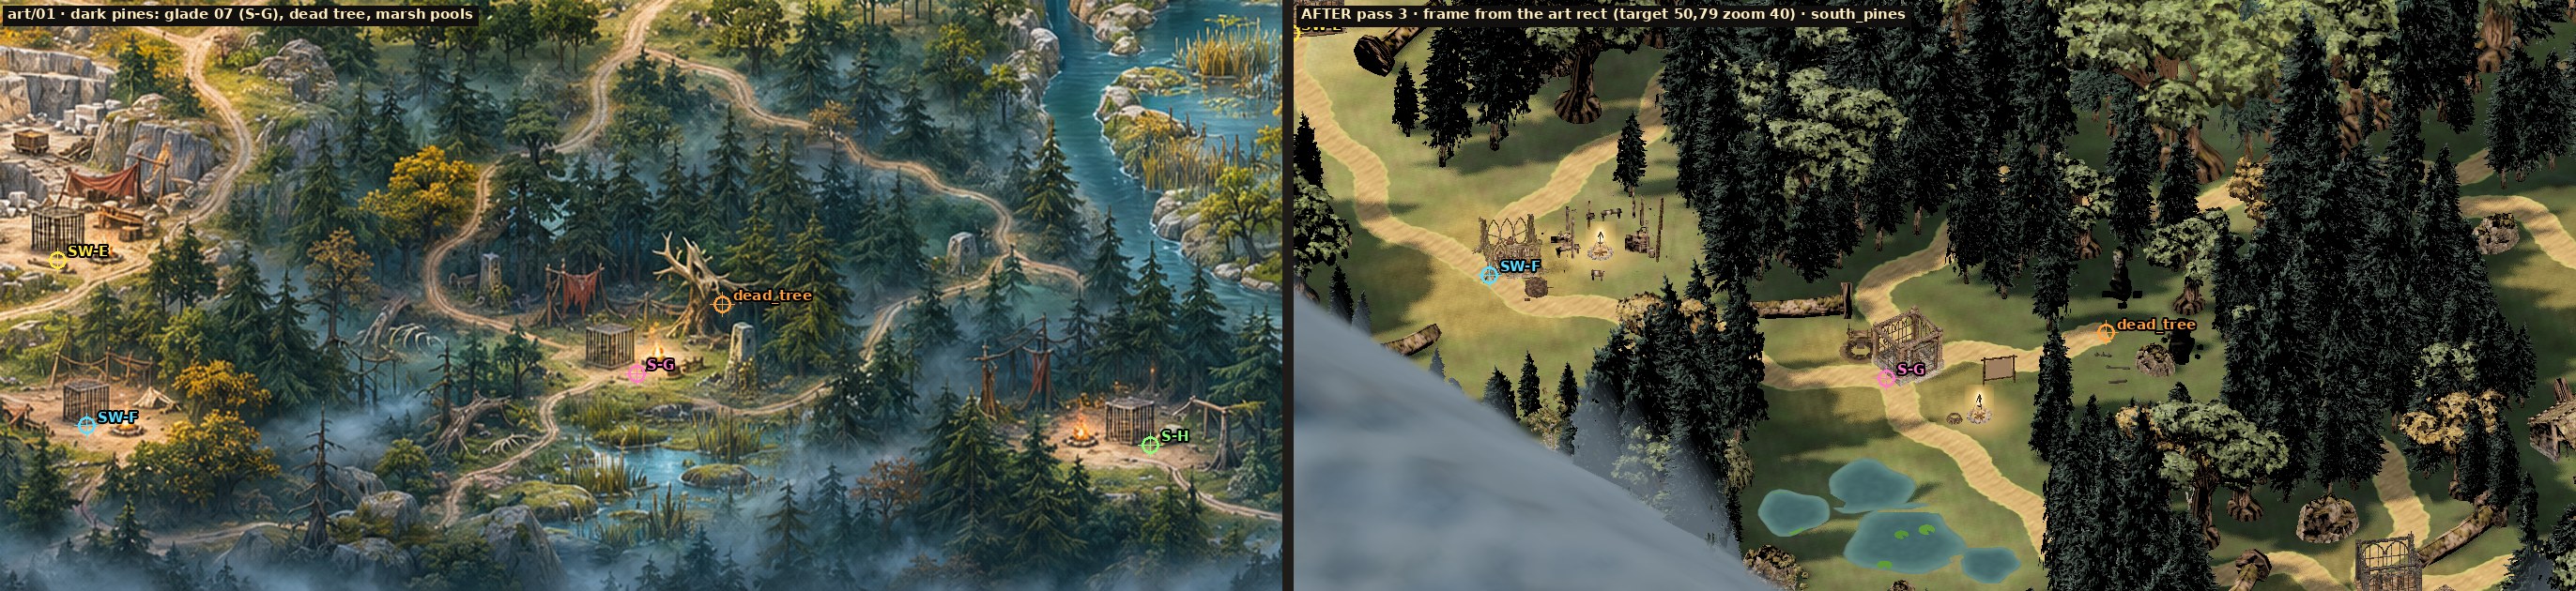 art/01 · dark pines: glade 07 (S-G), dead tree, marsh pools
SW-E
dead_tree
S-G
SW-F
S-H
AFTER pass 3 · frame from the art rect (target 50,79 zoom 40) · south_pines
SW-F
dead_tree
S-G